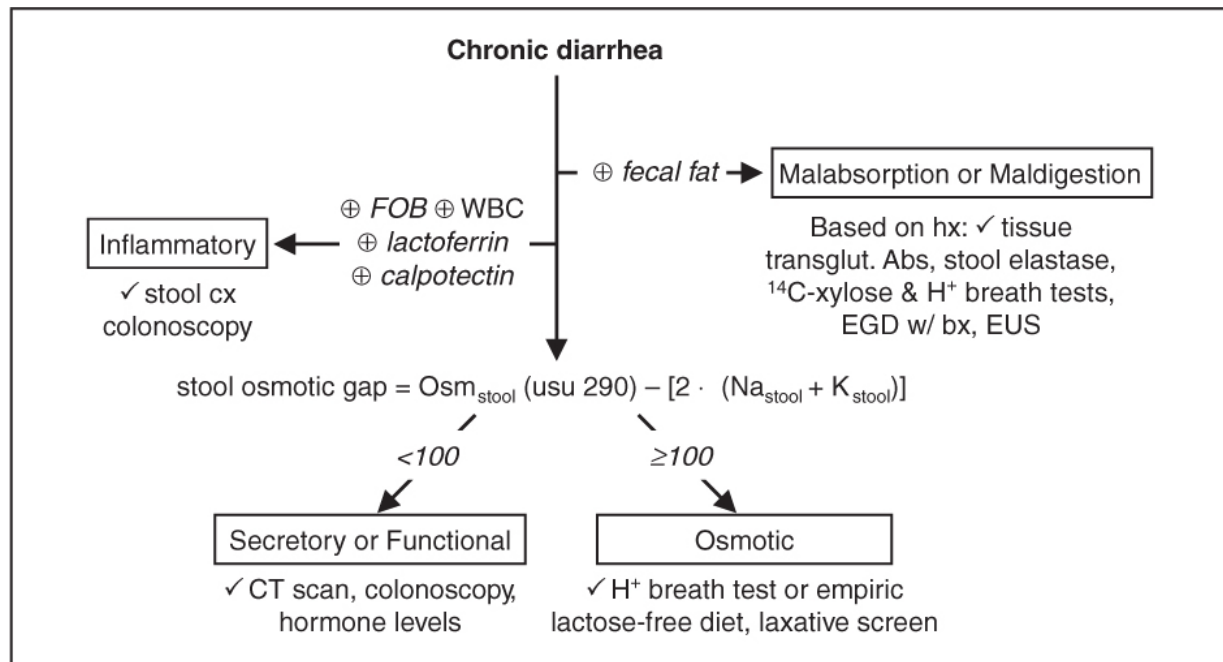 Chronic diarrhea
⊕ fecal fat
Malabsorption or Maldigestion
Based on hx: ✓ tissue
transglut. Abs, stool elastase,
¹⁴C-xylose & H⁺ breath tests,
EGD w/ bx, EUS
⊕ FOB ⊕ WBC
⊕ lactoferrin
⊕ calpotectin
Inflammatory
✓ stool cx
colonoscopy
stool osmotic gap = Osm_stool (usu 290) – [2 · (Na_stool + K_stool)]
<100
≥100
Secretory or Functional
✓ CT scan, colonoscopy,
hormone levels
Osmotic
✓ H⁺ breath test or empiric
lactose-free diet, laxative screen